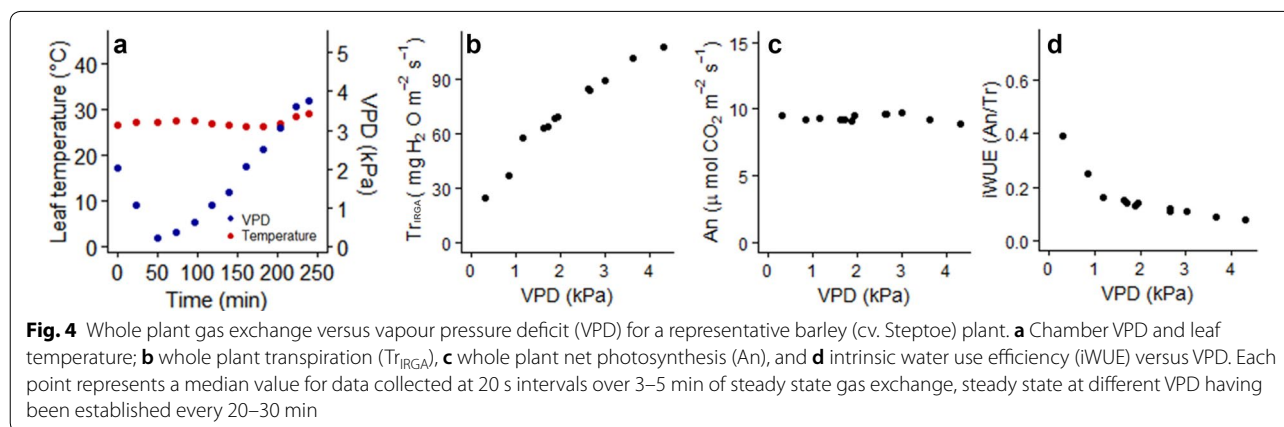 a
Leaf temperature (°C)
40
30
20
10
0
VPD (kPa)
5
4
3
2
1
0
VPD
Temperature
0 50 100 150 200 250
Time (min)
b
Tr_IRGA ( mg H₂ O m⁻² s⁻¹)
90
60
30
0
0 1 2 3 4
VPD (kPa)
c
An (μ mol CO₂ m⁻² s⁻¹)
15
10
5
0
0 1 2 3 4
VPD (kPa)
d
iWUE (An/Tr)
0.6
0.4
0.2
0.0
0 1 2 3 4
VPD (kPa)
Fig. 4 Whole plant gas exchange versus vapour pressure deficit (VPD) for a representative barley (cv. Steptoe) plant. a Chamber VPD and leaf
temperature; b whole plant transpiration (Tr_IRGA), c whole plant net photosynthesis (An), and d intrinsic water use efficiency (iWUE) versus VPD. Each
point represents a median value for data collected at 20 s intervals over 3–5 min of steady state gas exchange, steady state at different VPD having
been established every 20–30 min